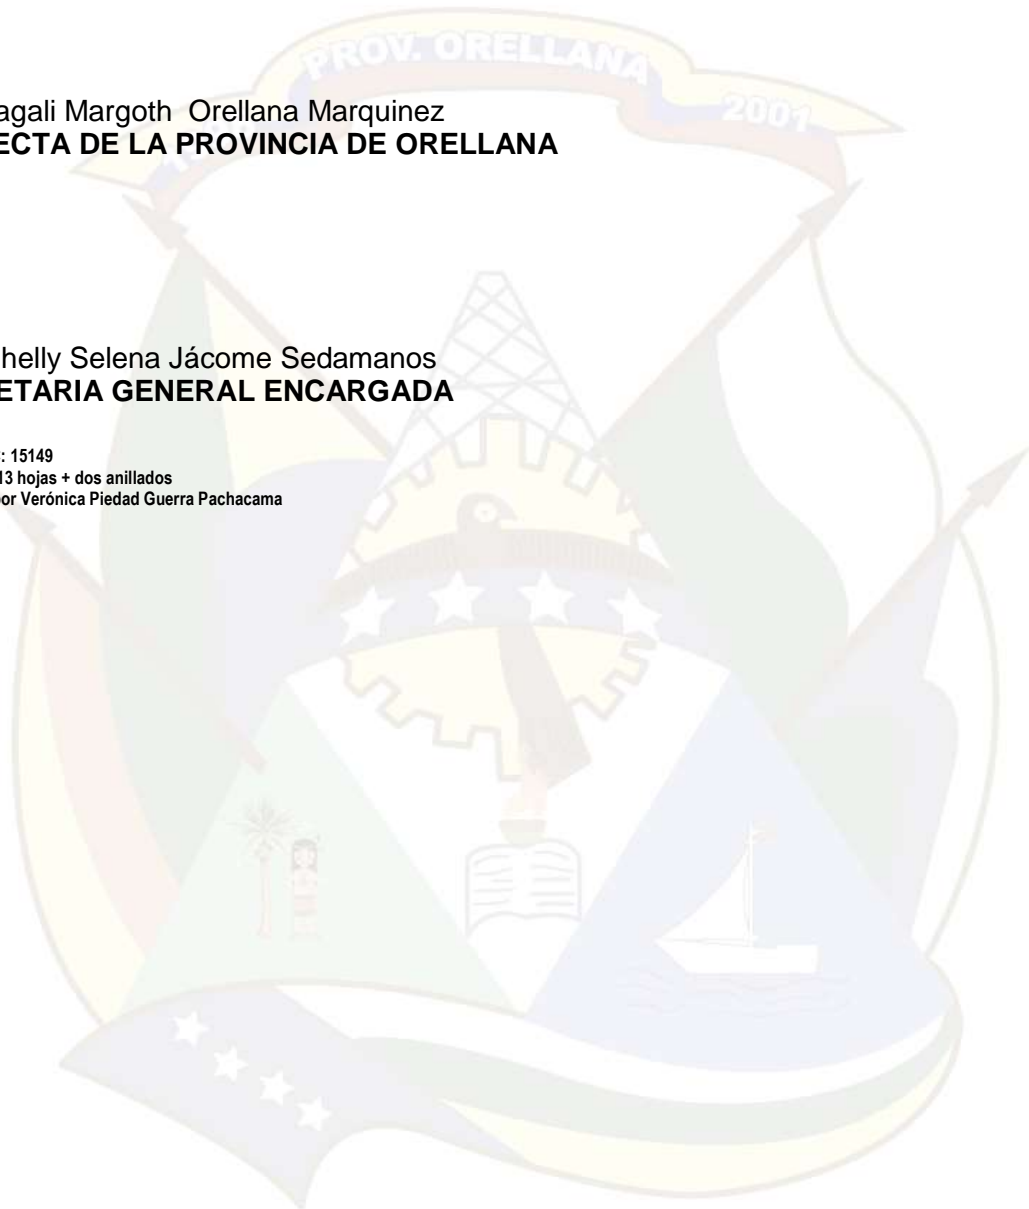 PROV. ORELLANA
2001
agali Margoth  Orellana Marquinez
ECTA DE LA PROVINCIA DE ORELLANA
helly Selena Jácome Sedamanos
ETARIA GENERAL ENCARGADA
: 15149
13 hojas + dos anillados
por Verónica Piedad Guerra Pachacama